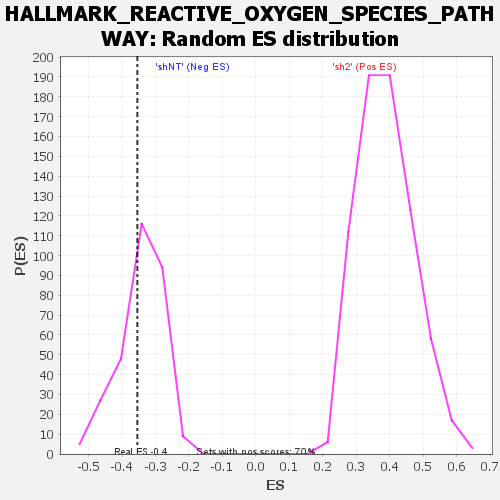 HALLMARK_REACTIVE_OXYGEN_SPECIES_PATH
WAY: Random ES distribution
'shNT' (Neg ES)
'sh2' (Pos ES)
200
190
180
170
160
150
140
130
120
110
100
90
80
70
60
50
40
30
20
10
0
P(ES)
Real ES -0.4
Sets with pos scores: 70%
-0.5 -0.4 -0.3 -0.2 -0.1 0.0 0.1 0.2 0.3 0.4 0.5 0.6 0.7
ES